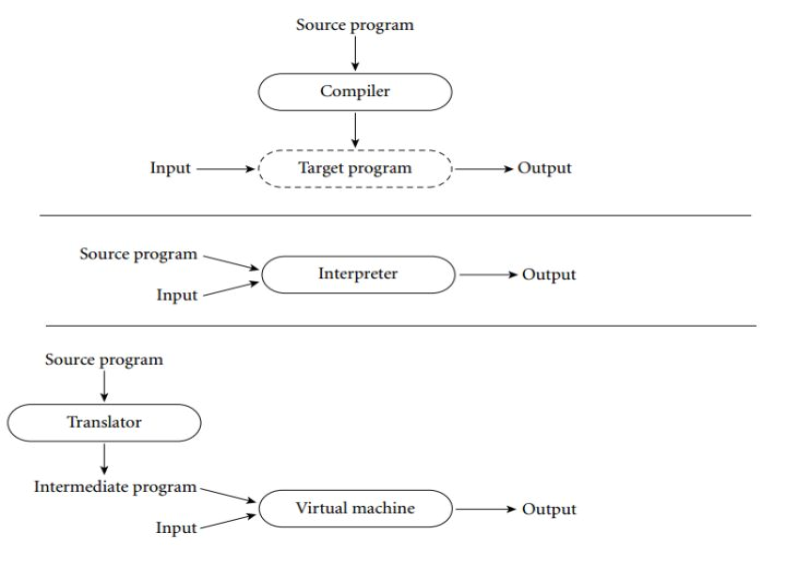 Source program
Compiler
Input
Target program
Output
Source program
Interpreter
Output
Input
Source program
Translator
Intermediate program
Virtual machine
Output
Input